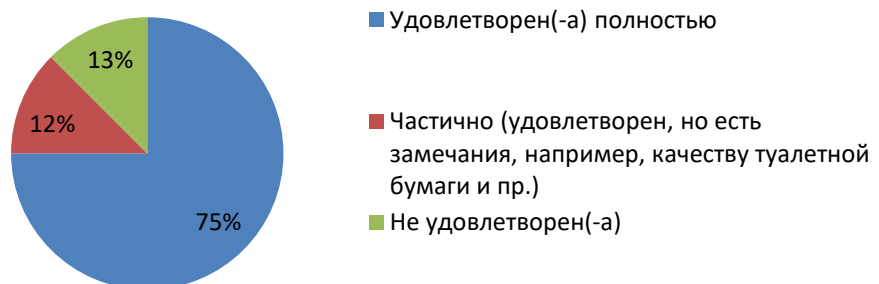 Удовлетворен(-а) полностью
13%
12%
Частично (удовлетворен, но есть
замечания, например, качеству туалетной
бумаги и пр.)
75%
Не удовлетворен(-а)